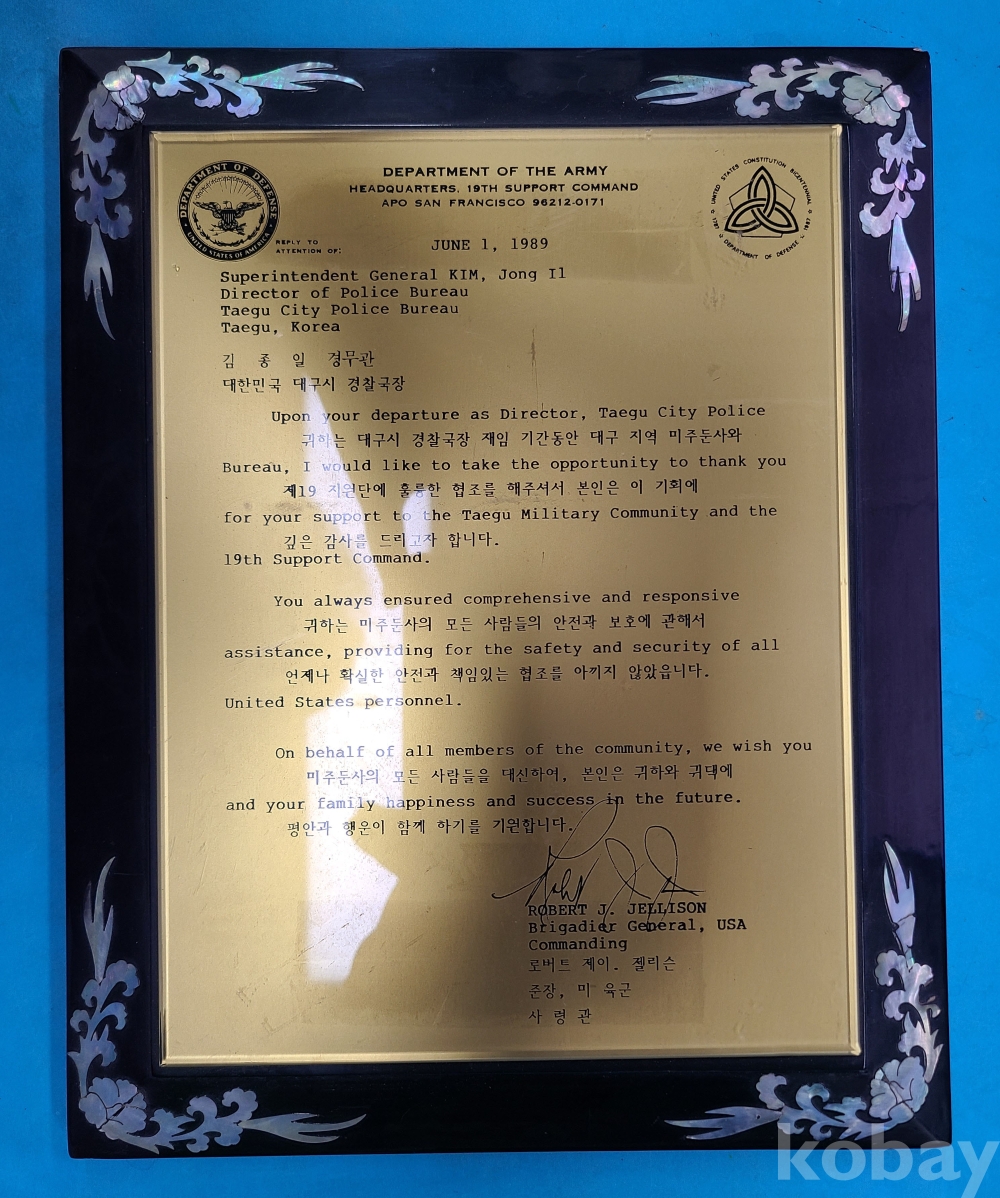 DEPARTMENT OF DEFENSE
UNITED STATES OF AMERICA
DEPARTMENT OF THE ARMY
HEADQUARTERS, 19TH SUPPORT COMMAND
APO SAN FRANCISCO 96212-0171
UNITED STATES CONSTITUTION BICENTENNIAL
1787 1987
DEPARTMENT OF DEFENSE
REPLY TO
ATTENTION OF:
JUNE 1, 1989
Superintendent General KIM, Jong Il
Director of Police Bureau
Taegu City Police Bureau
Taegu, Korea
김 종 일 경무관
대한민국 대구시 경찰국장
Upon your departure as Director, Taegu City Police
귀하는 대구시 경찰국장 재임 기간동안 대구 지역 미주둔사와
Bureau, I would like to take the opportunity to thank you
제19 지원단에 훌륭한 협조를 해주셔서 본인은 이 기회에
for your support to the Taegu Military Community and the
깊은 감사를 드리고자 합니다.
19th Support Command.
You always ensured comprehensive and responsive
귀하는 미주둔사의 모든 사람들의 안전과 보호에 관해서
assistance, providing for the safety and security of all
언제나 확실한 안전과 책임있는 협조를 아끼지 않았읍니다.
United States personnel.
On behalf of all members of the community, we wish you
미주둔사의 모든 사람들을 대신하여, 본인은 귀하와 귀댁에
and your family happiness and success in the future.
평안과 행운이 함께 하기를 기원합니다.
ROBERT J. JELLISON
Brigadier General, USA
Commanding
로버트 제이. 젤리슨
준장, 미 육군
사 령 관
kobay